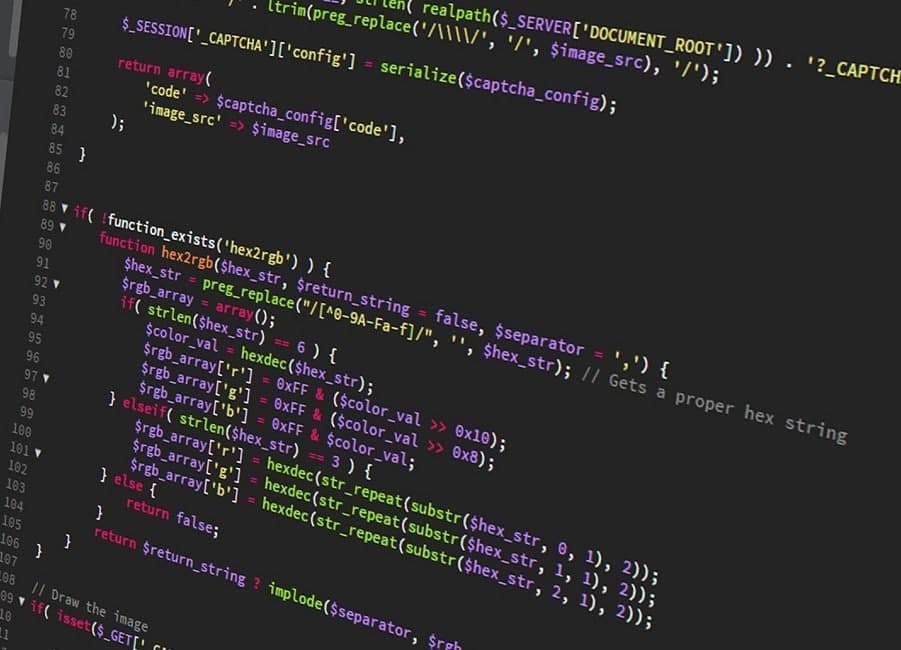 78 strlen( realpath($_SERVER['DOCUMENT_ROOT']) )) . '?_CAPTCH
79 '/' . ltrim(preg_replace('/\\\\/', '/', $image_src), '/');
80 $_SESSION['_CAPTCHA']['config'] = serialize($captcha_config);
81
82 return array(
83 'code' => $captcha_config['code'],
84 'image_src' => $image_src
85 );
86 }
87
88 if( !function_exists('hex2rgb') ) {
89 function hex2rgb($hex_str, $return_string = false, $separator = ',') {
90 $hex_str = preg_replace("/[^0-9A-Fa-f]/", '', $hex_str); // Gets a proper hex string
91 $rgb_array = array();
92 if( strlen($hex_str) == 6 ) {
93 $color_val = hexdec($hex_str);
94 $rgb_array['r'] = 0xFF & ($color_val >> 0x10);
95 $rgb_array['g'] = 0xFF & ($color_val >> 0x8);
96 $rgb_array['b'] = 0xFF & $color_val;
97 } elseif( strlen($hex_str) == 3 ) {
98 $rgb_array['r'] = hexdec(str_repeat(substr($hex_str, 0, 1), 2));
99 $rgb_array['g'] = hexdec(str_repeat(substr($hex_str, 1, 1), 2));
100 $rgb_array['b'] = hexdec(str_repeat(substr($hex_str, 2, 1), 2));
101 } else {
102 return false;
103 }
104 return $return_string ? implode($separator, $rgb
105 }
106 }
107
108 // Draw the image
09 if( isset($_GET['
10
11